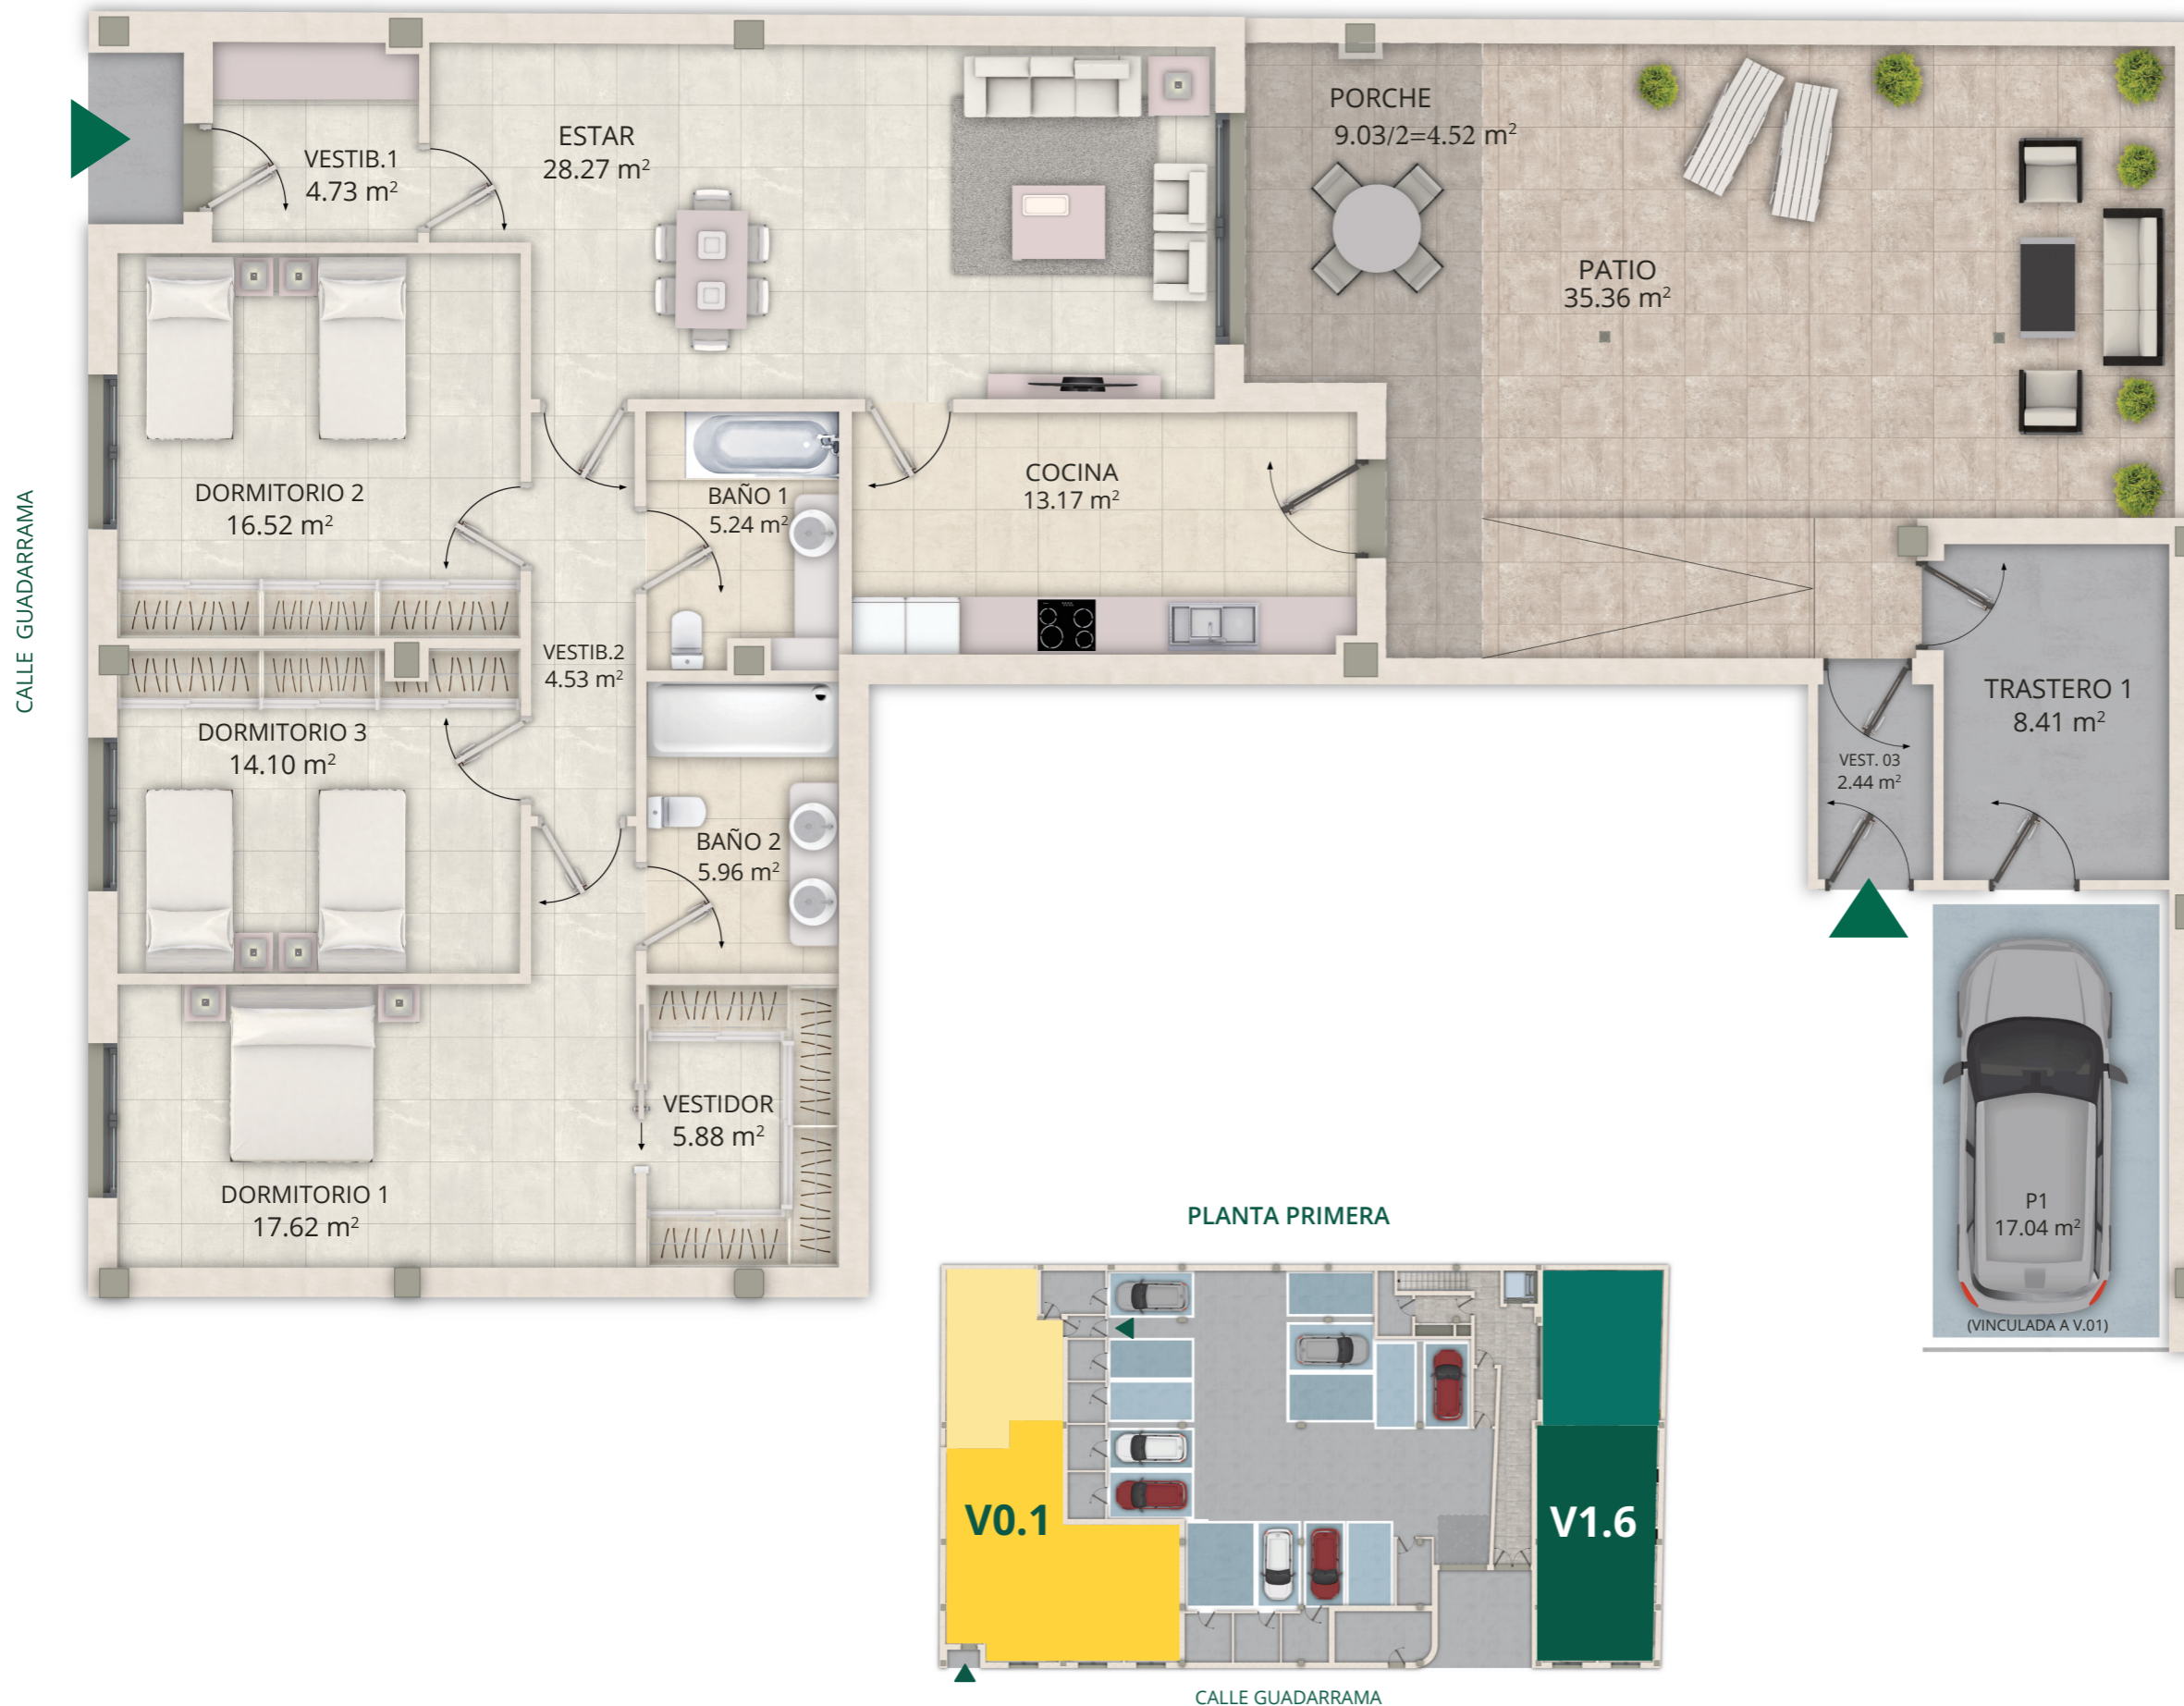 PORCHE
9.03/2=4.52 m²
ESTAR
28.27 m²
VESTIB.1
4.73 m²
PATIO
35.36 m²
COCINA
13.17 m²
DORMITORIO 2
16.52 m²
BAÑO 1
5.24 m²
CALLE GUADARRAMA
VESTIB.2
4.53 m²
TRASTERO 1
8.41 m²
DORMITORIO 3
14.10 m²
VEST. 03
2.44 m²
BAÑO 2
5.96 m²
VESTIDOR
5.88 m²
DORMITORIO 1
17.62 m²
P1
17.04 m²
(VINCULADA A V.01)
PLANTA PRIMERA
V0.1
V1.6
CALLE GUADARRAMA